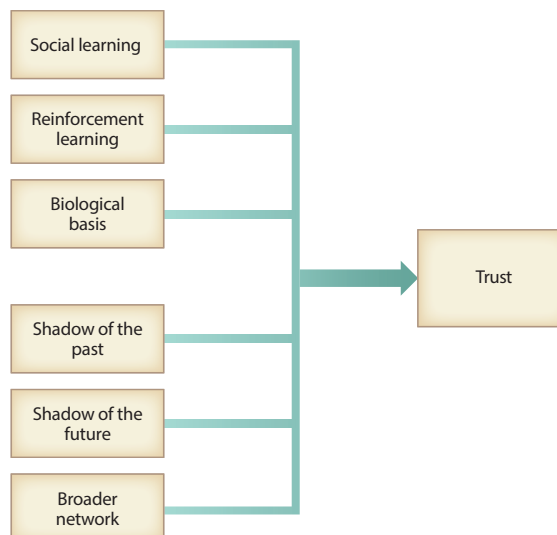 Social learning
Reinforcement
learning
Biological
basis
Trust
Shadow of the
past
Shadow of the
future
Broader
network